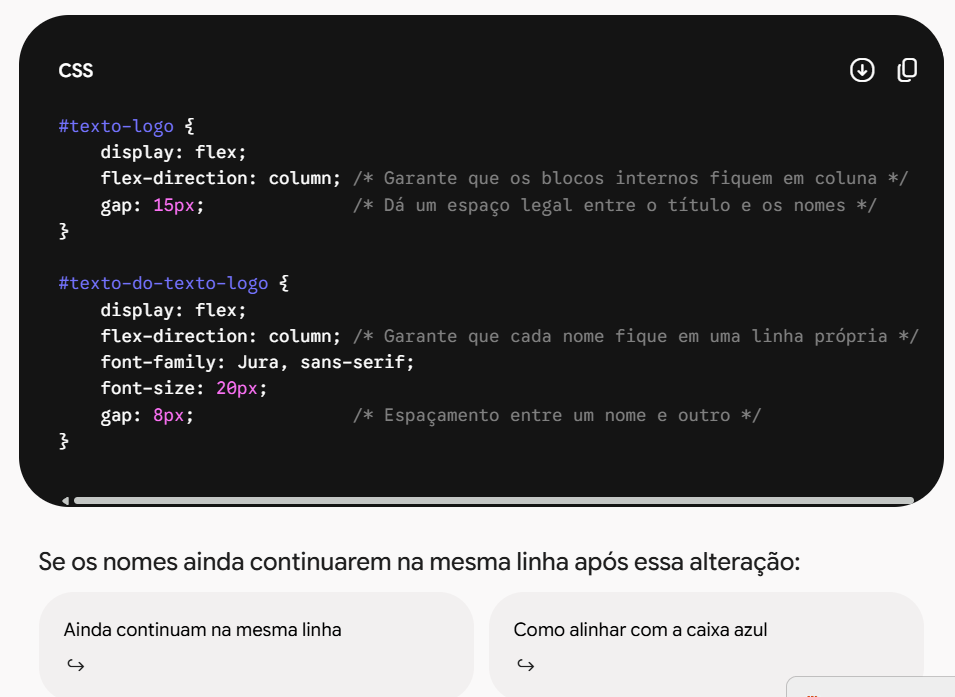 CSS
#texto-logo {
display: flex;
flex-direction: column; /* Garante que os blocos internos fiquem em coluna */
gap: 15px; /* Dá um espaço legal entre o título e os nomes */
}
#texto-do-texto-logo {
display: flex;
flex-direction: column; /* Garante que cada nome fique em uma linha própria */
font-family: Jura, sans-serif;
font-size: 20px;
gap: 8px; /* Espaçamento entre um nome e outro */
}
Se os nomes ainda continuarem na mesma linha após essa alteração:
Ainda continuam na mesma linha
Como alinhar com a caixa azul